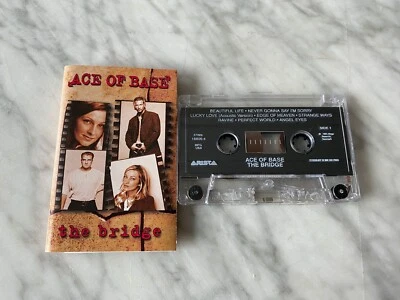 ACE OF BASE
the bridge
BEAUTIFUL LIFE • NEVER GONNA SAY I'M SORRY
LUCKY LOVE (Acoustic Version) • EDGE OF HEAVEN • STRANGE WAYS
RAVINE • PERFECT WORLD • ANGEL EYES
SIDE 1
ARISTA
ACE OF BASE
THE BRIDGE